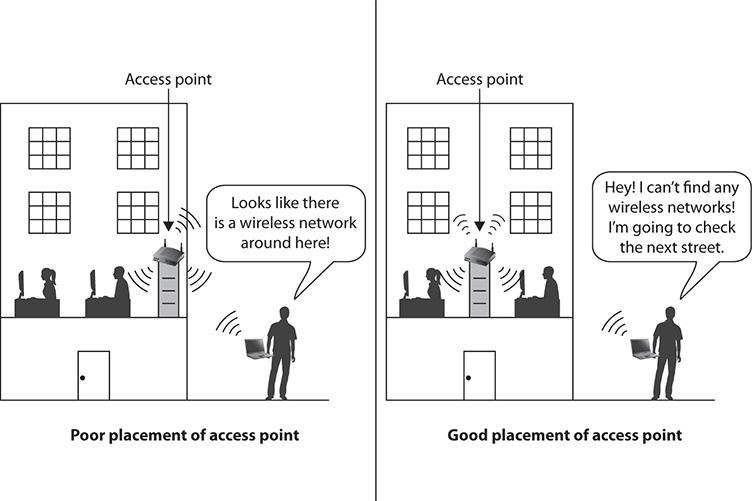 Access point
Looks like there
is a wireless network
around here!
Poor placement of access point
Access point
Hey! I can’t find any
wireless networks!
I’m going to check
the next street.
Good placement of access point